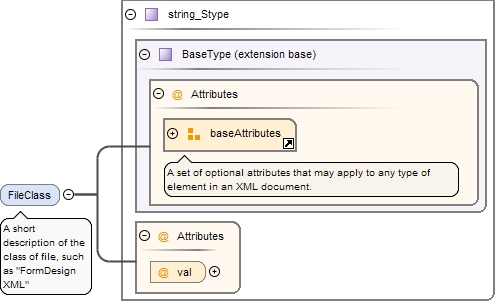 string_Stype
BaseType (extension base)
@ Attributes
baseAttributes
A set of optional attributes that may apply to any type of
element in an XML document.
FileClass
A short
description of the
class of file, such
as "FormDesign
XML"
@ Attributes
@ val